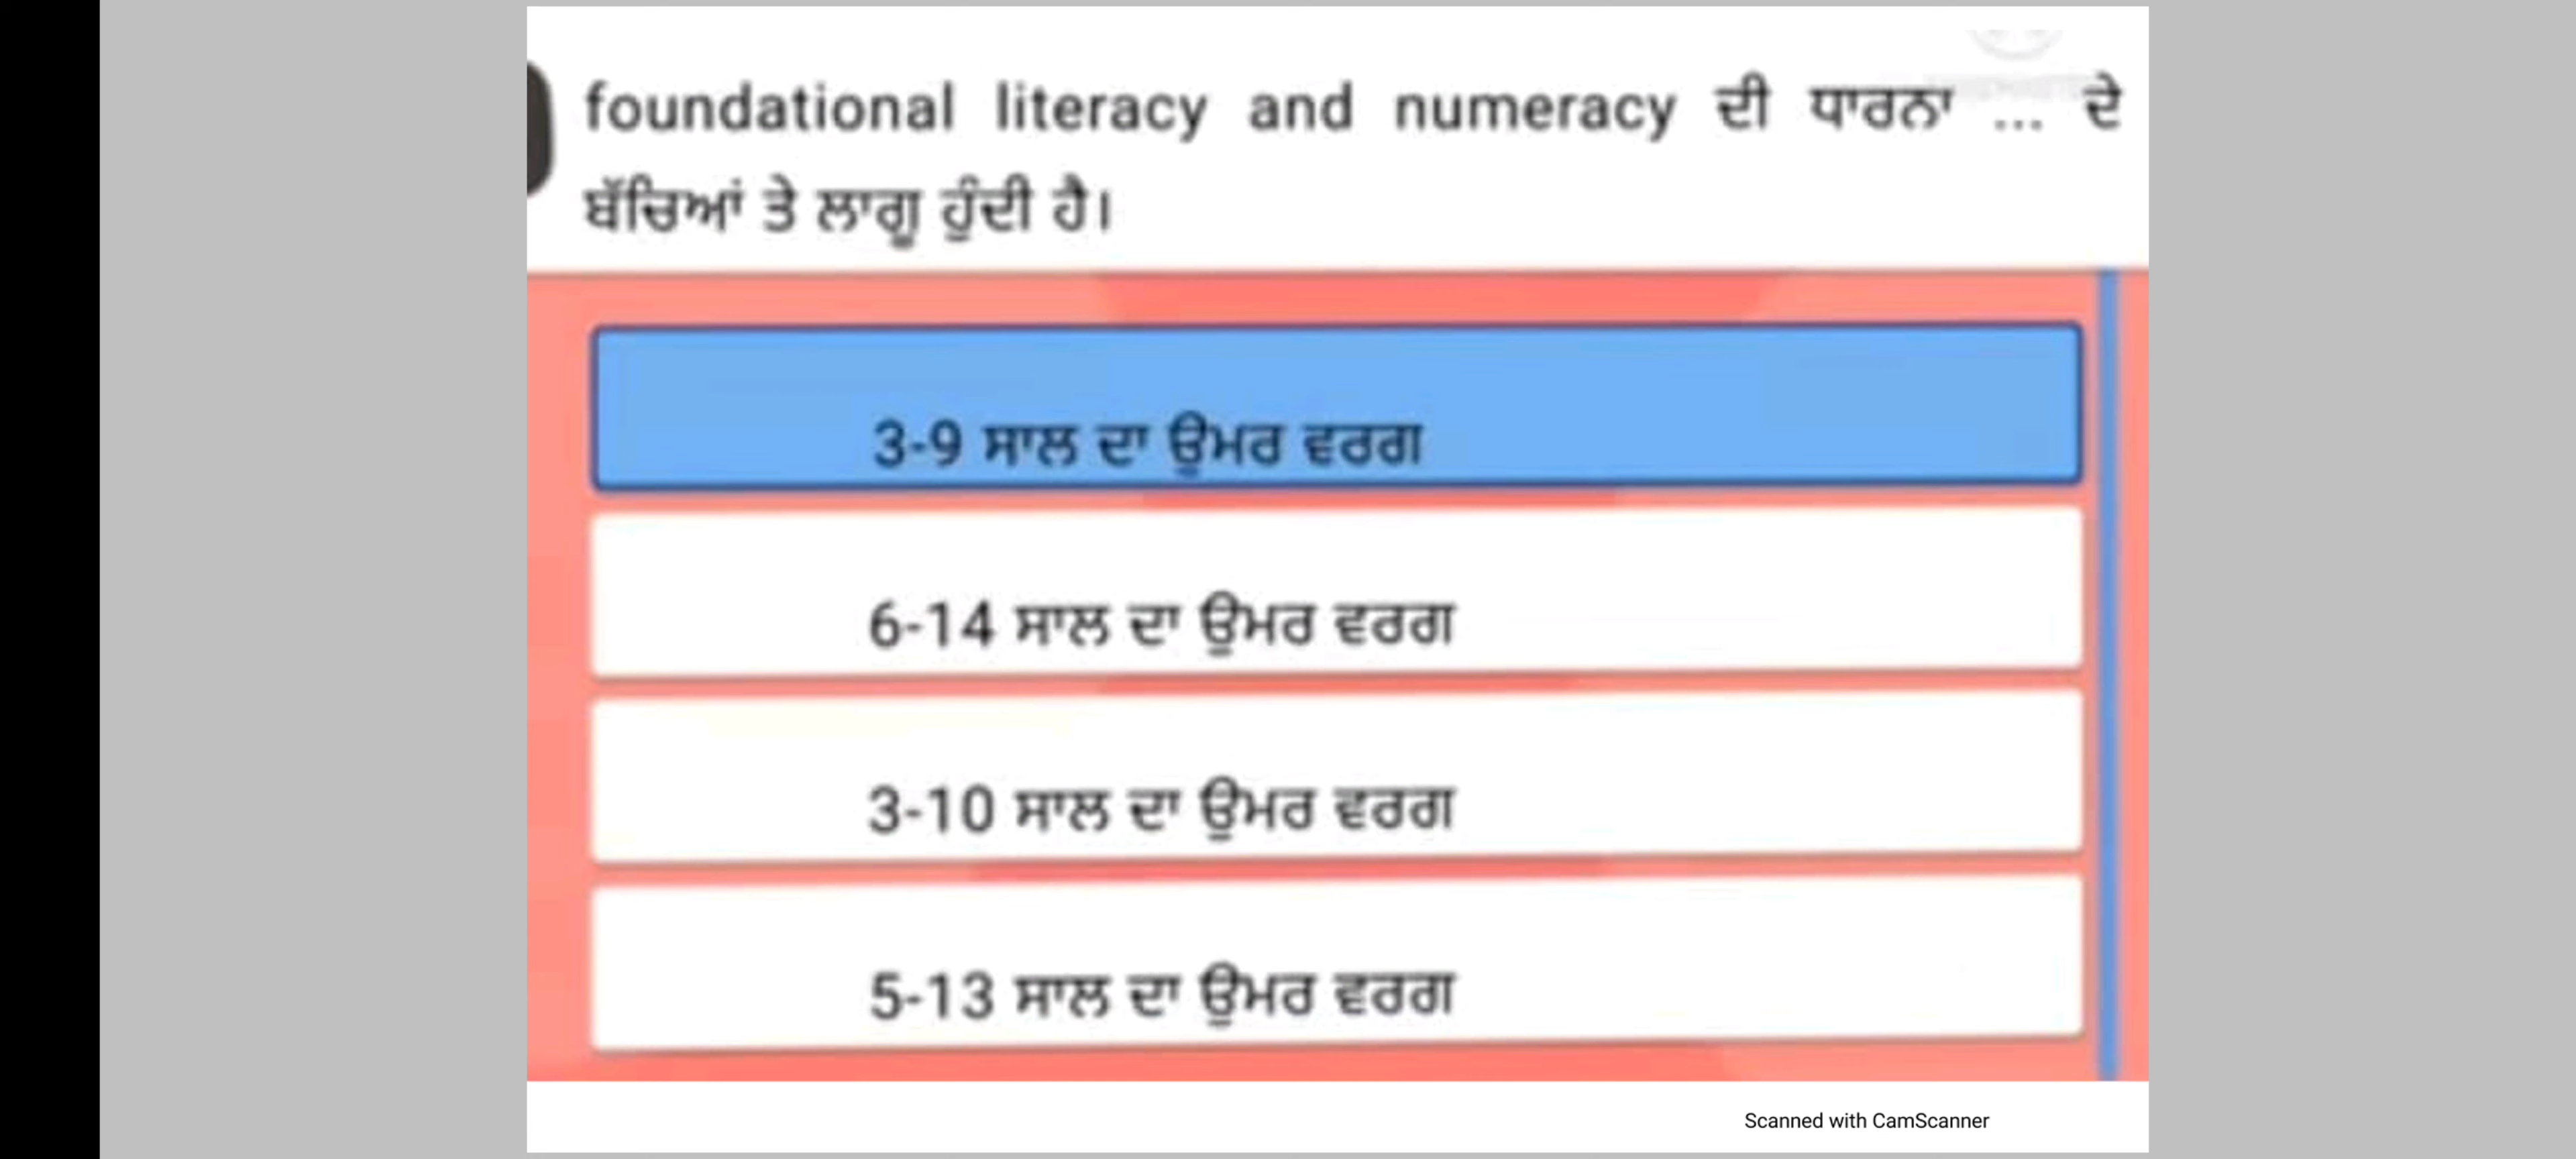 foundational literacy and numeracy ਦੀ ਧਾਰਨਾ ... ਦੇ
ਬੱਚਿਆਂ ਤੇ ਲਾਗੂ ਹੁੰਦੀ ਹੈ।
3-9 ਸਾਲ ਦਾ ਉਮਰ ਵਰਗ
6-14 ਸਾਲ ਦਾ ਉਮਰ ਵਰਗ
3-10 ਸਾਲ ਦਾ ਉਮਰ ਵਰਗ
5-13 ਸਾਲ ਦਾ ਉਮਰ ਵਰਗ
Scanned with CamScanner